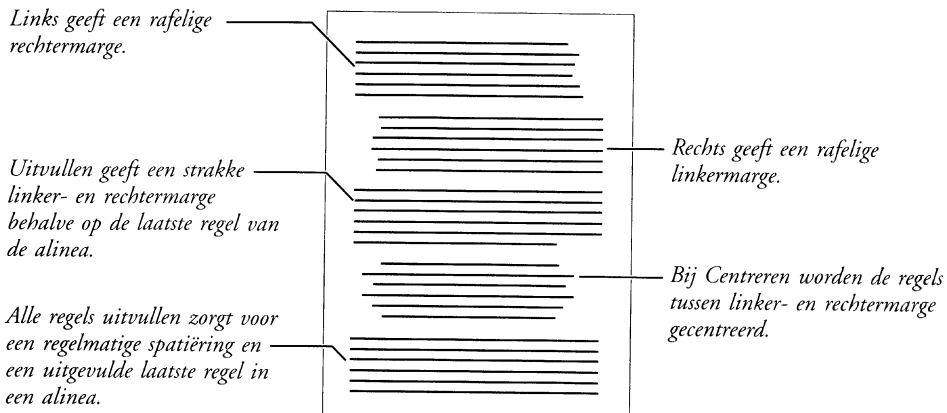 Links geeft een rafelige
rechtermarge.
Rechts geeft een rafelige
linkermarge.
Uitvullen geeft een strakke
linker- en rechtermarge
behalve op de laatste regel van
de alinea.
Bij Centreren worden de regels
tussen linker- en rechtermarge
gecentreerd.
Alle regels uitvullen zorgt voor
een regelmatige spatiëring en
een uitgevulde laatste regel in
een alinea.